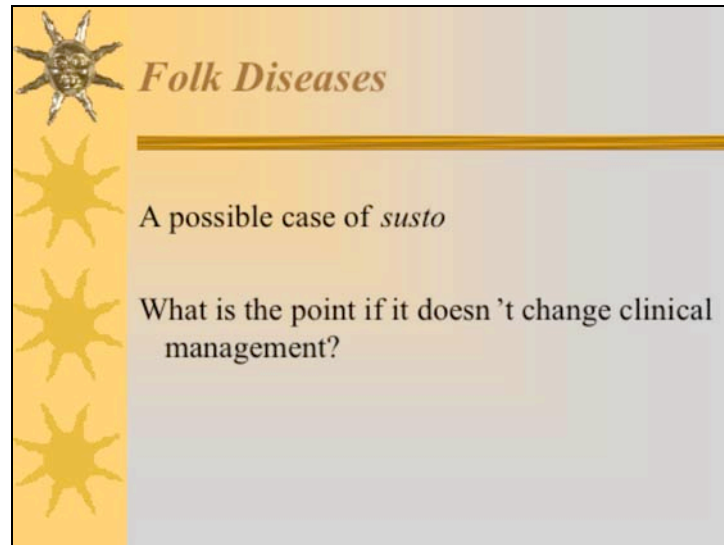 Folk Diseases
A possible case of susto
What is the point if it doesn’t change clinical
management?